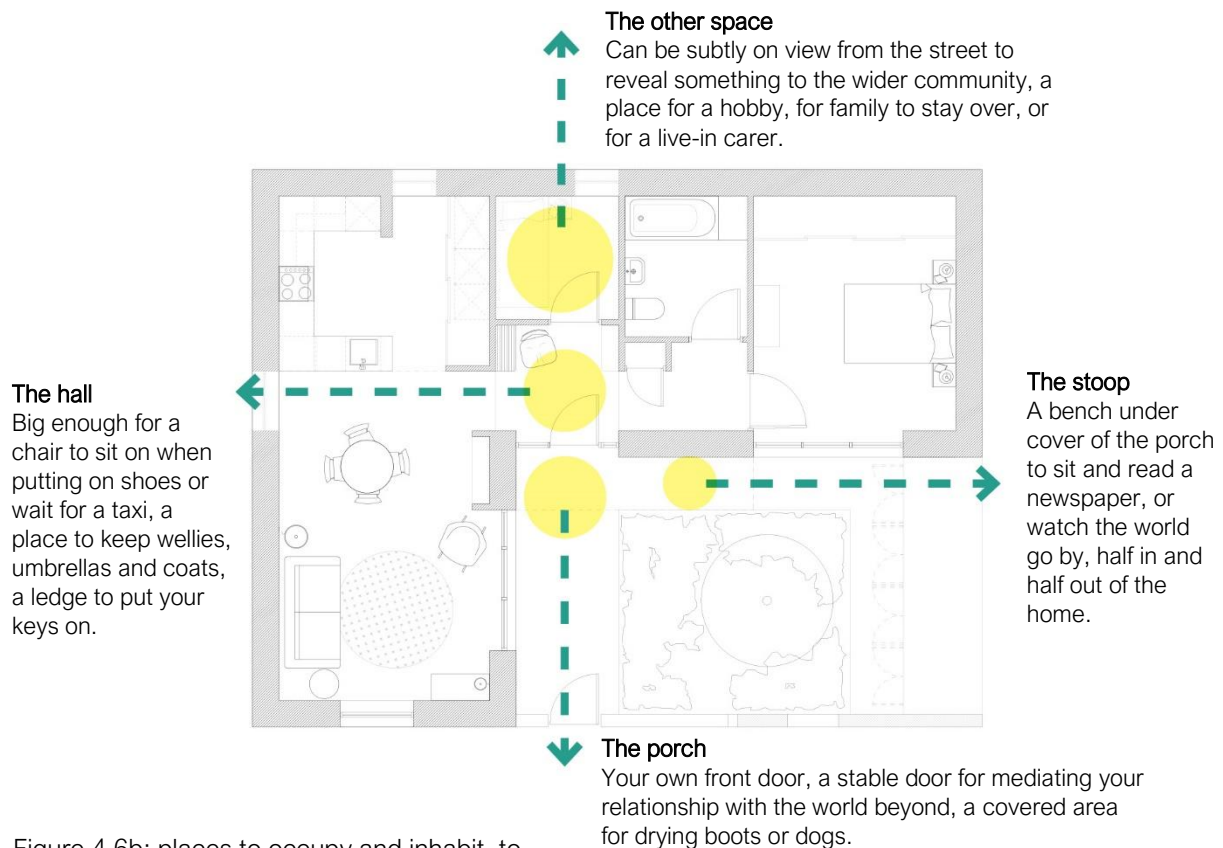 The other space
Can be subtly on view from the street to
reveal something to the wider community, a
place for a hobby, for family to stay over, or
for a live-in carer.
The hall
Big enough for a
chair to sit on when
putting on shoes or
wait for a taxi, a
place to keep wellies,
umbrellas and coats,
a ledge to put your
keys on.
The stoop
A bench under
cover of the porch
to sit and read a
newspaper, or
watch the world
go by, half in and
half out of the
home.
The porch
Your own front door, a stable door for mediating your
relationship with the world beyond, a covered area
for drying boots or dogs.
Figure 4.6b: places to occupy and inhabit, to